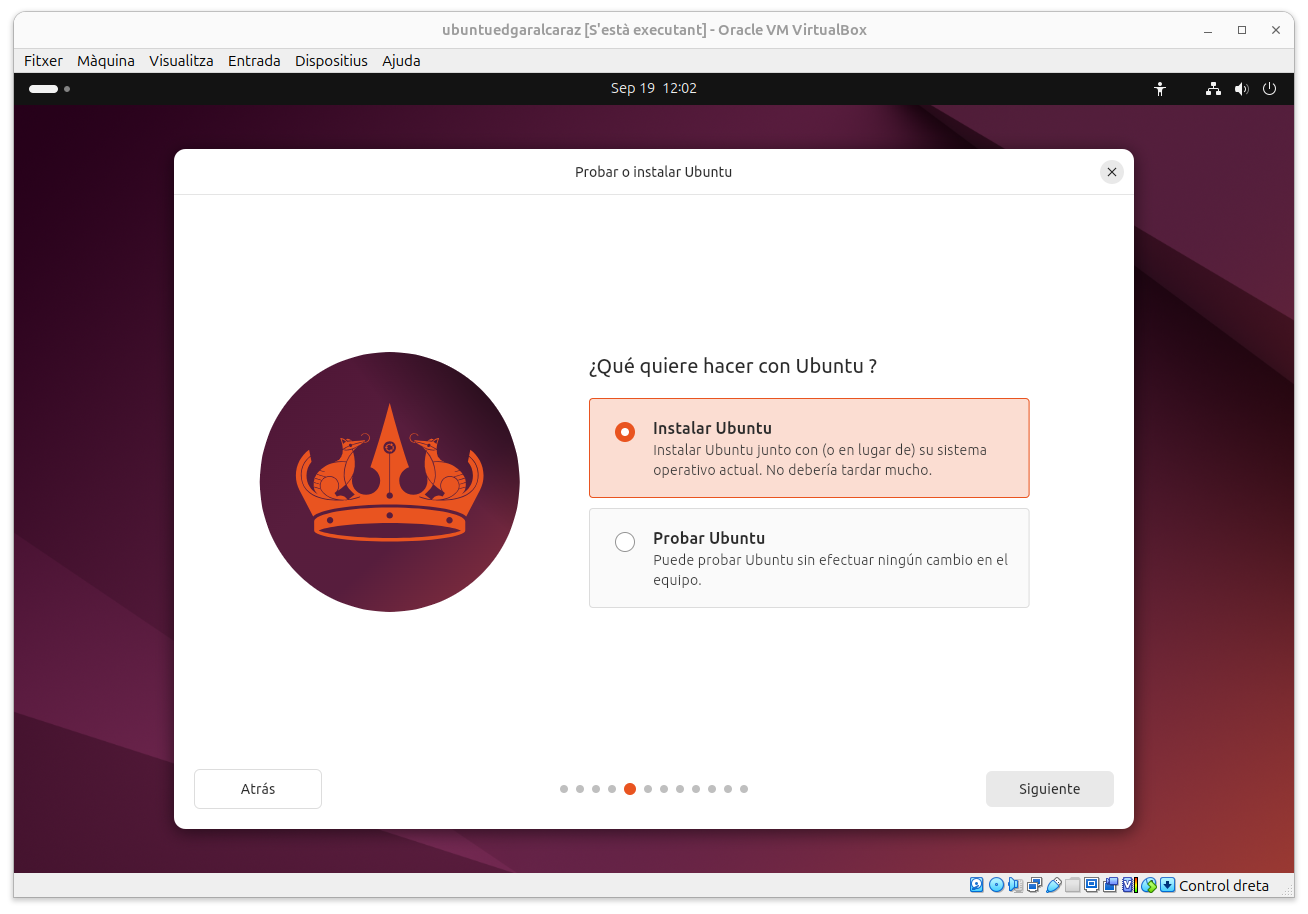 ubuntuedgaralcaraz [S'està executant] - Oracle VM VirtualBox
Fitxer Màquina Visualitza Entrada Dispositius Ajuda
Sep 19 12:02
Probar o instalar Ubuntu
¿Qué quiere hacer con Ubuntu ?
Instalar Ubuntu
Instalar Ubuntu junto con (o en lugar de) su sistema
operativo actual. No debería tardar mucho.
Probar Ubuntu
Puede probar Ubuntu sin efectuar ningún cambio en el
equipo.
Atrás
Siguiente
Control dreta